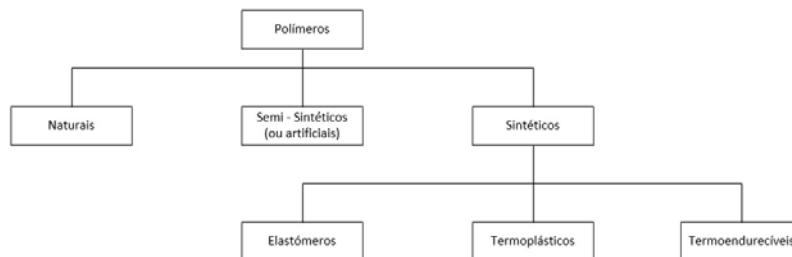 Polímeros
Naturais
Semi - Sintéticos
(ou artificiais)
Sintéticos
Elastómeros
Termoplásticos
Termoendurecíveis